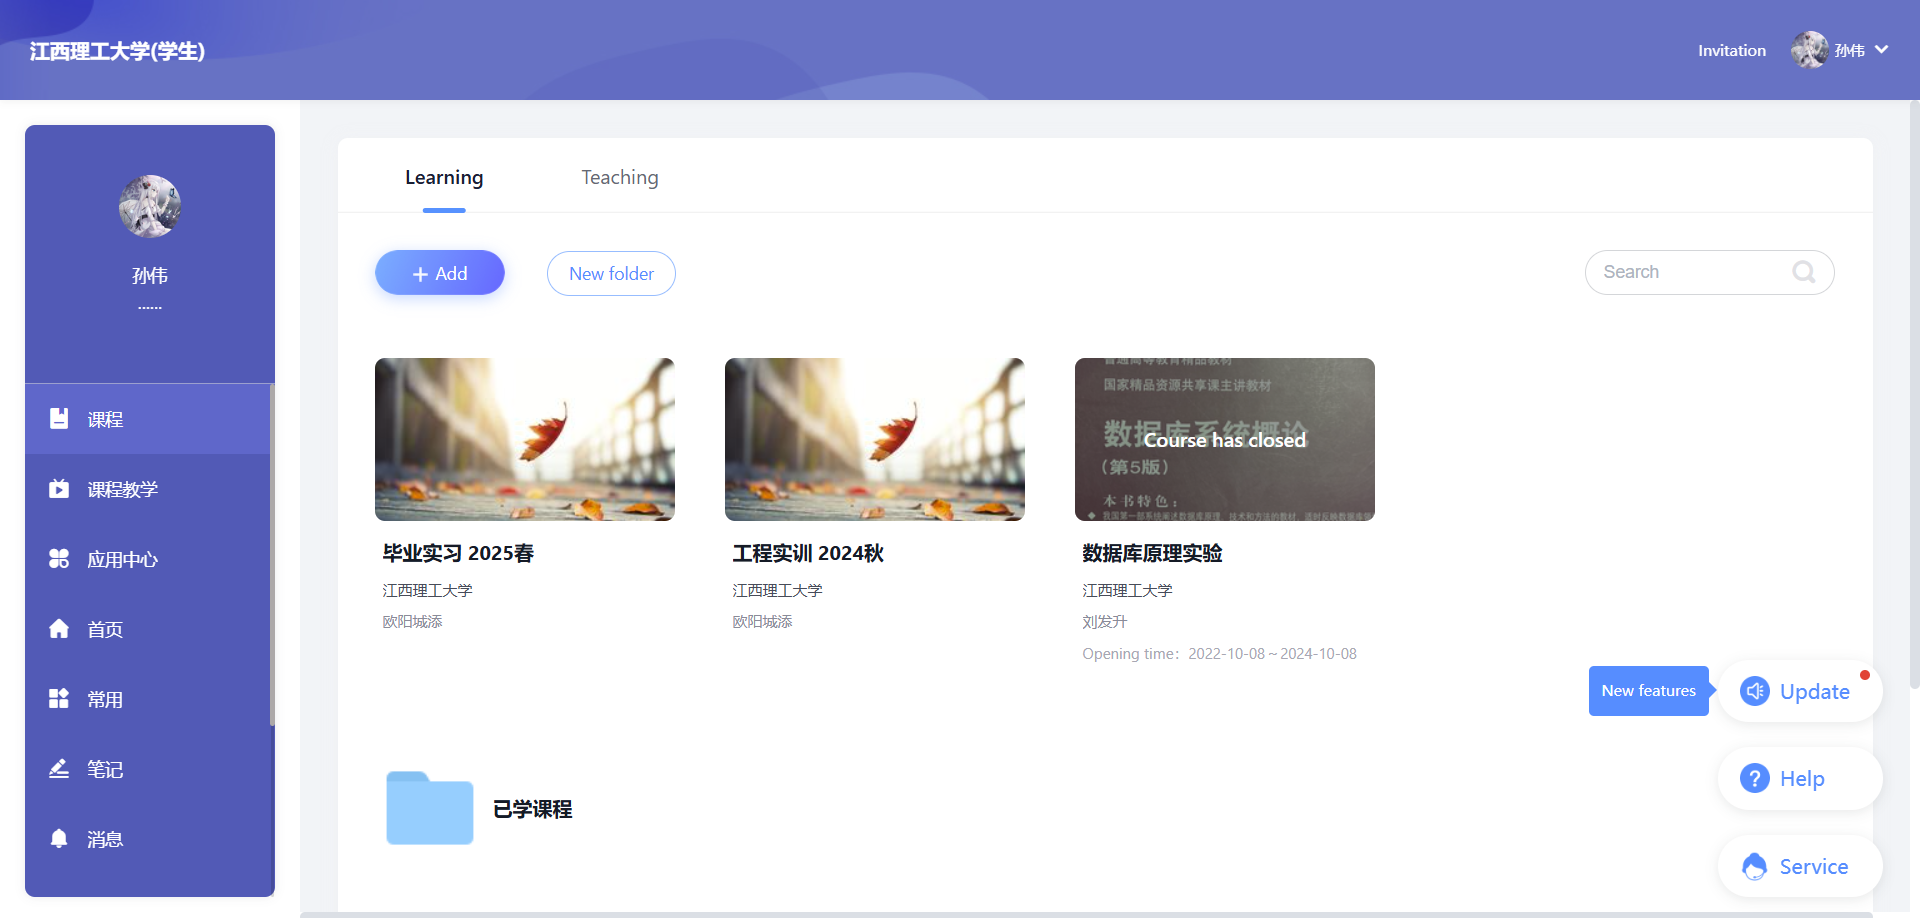 江西理工大学(学生)
Invitation
孙伟
孙伟
......
课程
课程教学
应用中心
首页
常用
笔记
消息
Learning
Teaching
+ Add
New folder
Search
国家精品资源共享课主讲教材
数据库系统概论
Course has closed
(第5版)
本书特色：
毕业实习 2025春
江西理工大学
欧阳城添
工程实训 2024秋
江西理工大学
欧阳城添
数据库原理实验
江西理工大学
刘发升
Opening time：2022-10-08～2024-10-08
New features
Update
Help
Service
已学课程